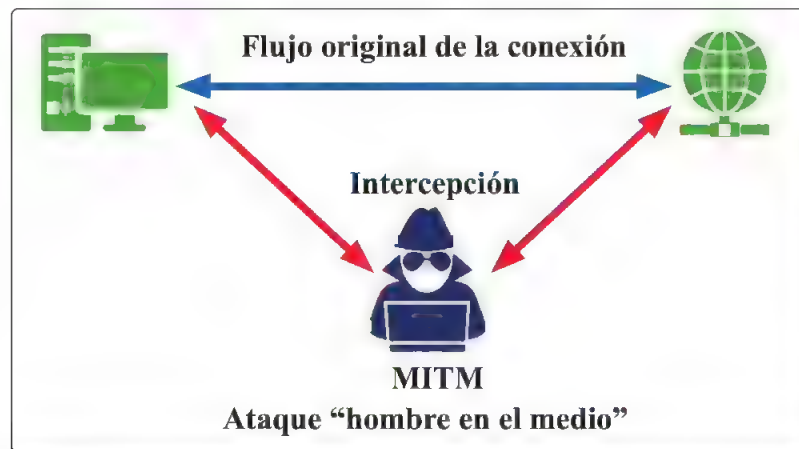 Flujo original de la conexión
Intercepción
MITM
Ataque “hombre en el medio”